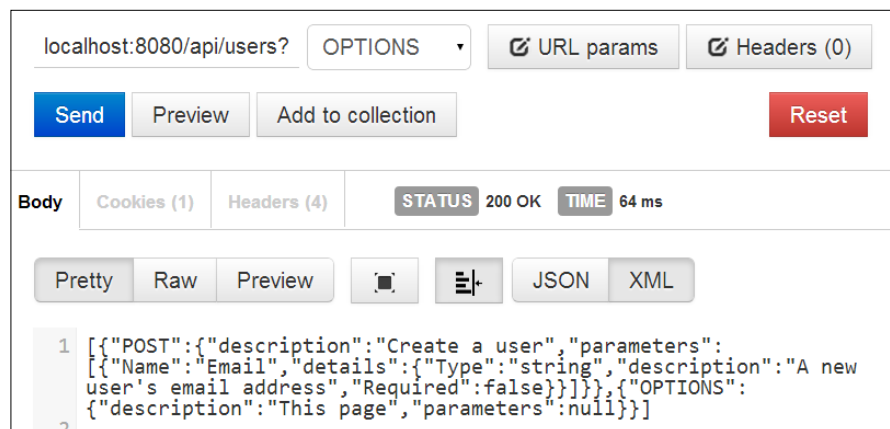 localhost:8080/api/users? OPTIONS URL params Headers (0)
Send Preview Add to collection Reset
Body Cookies (1) Headers (4) STATUS 200 OK TIME 64 ms
Pretty Raw Preview JSON XML
1 [{"POST":{"description":"Create a user","parameters":
[{"Name":"Email","details":{"Type":"string","description":"A new
user's email address","Required":false}}]}},{"OPTIONS":
{"description":"This page","parameters":null}}]
2